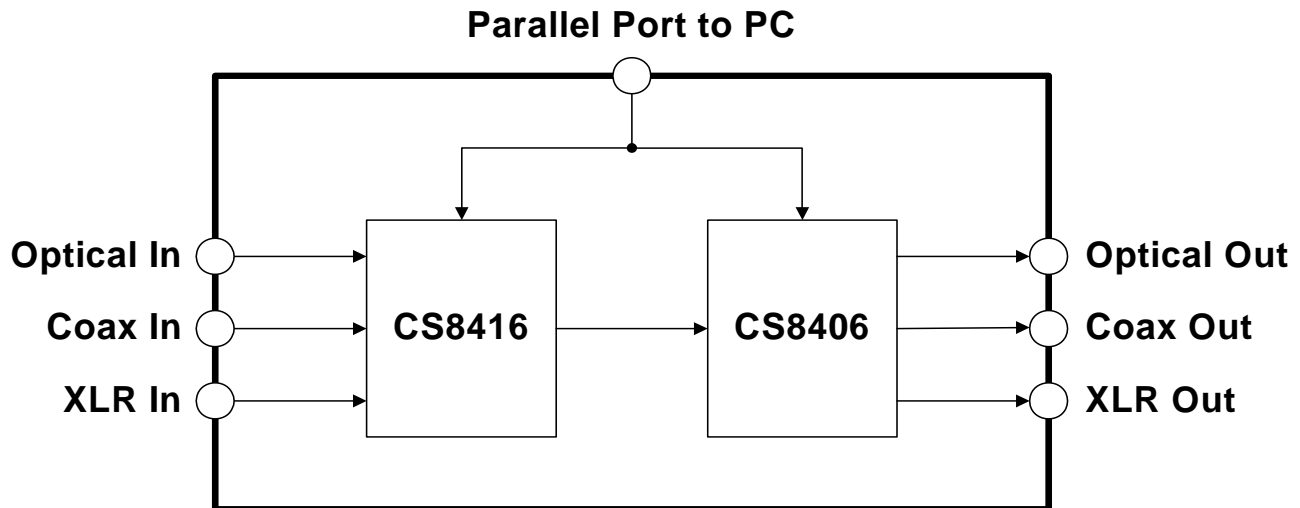 Parallel Port to PC
Optical In
Coax In
XLR In
CS8416
CS8406
Optical Out
Coax Out
XLR Out